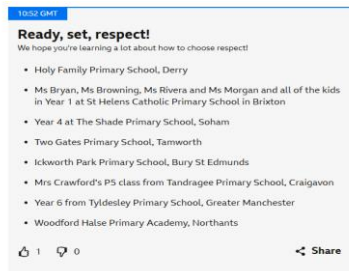 10:52 GMT
Ready, set, respect!
We hope you're learning a lot about how to choose respect!
• Holy Family Primary School, Derry
• Ms Bryan, Ms Browning, Ms Rivera and Ms Morgan and all of the kids
in Year 1 at St Helens Catholic Primary School in Brixton
• Year 4 at The Shade Primary School, Soham
• Two Gates Primary School, Tamworth
• Ickworth Park Primary School, Bury St Edmunds
• Mrs Crawford's P5 class from Tandragee Primary School, Craigavon
• Year 6 from Tyldesley Primary School, Greater Manchester
• Woodford Halse Primary Academy, Northants
1 0 Share